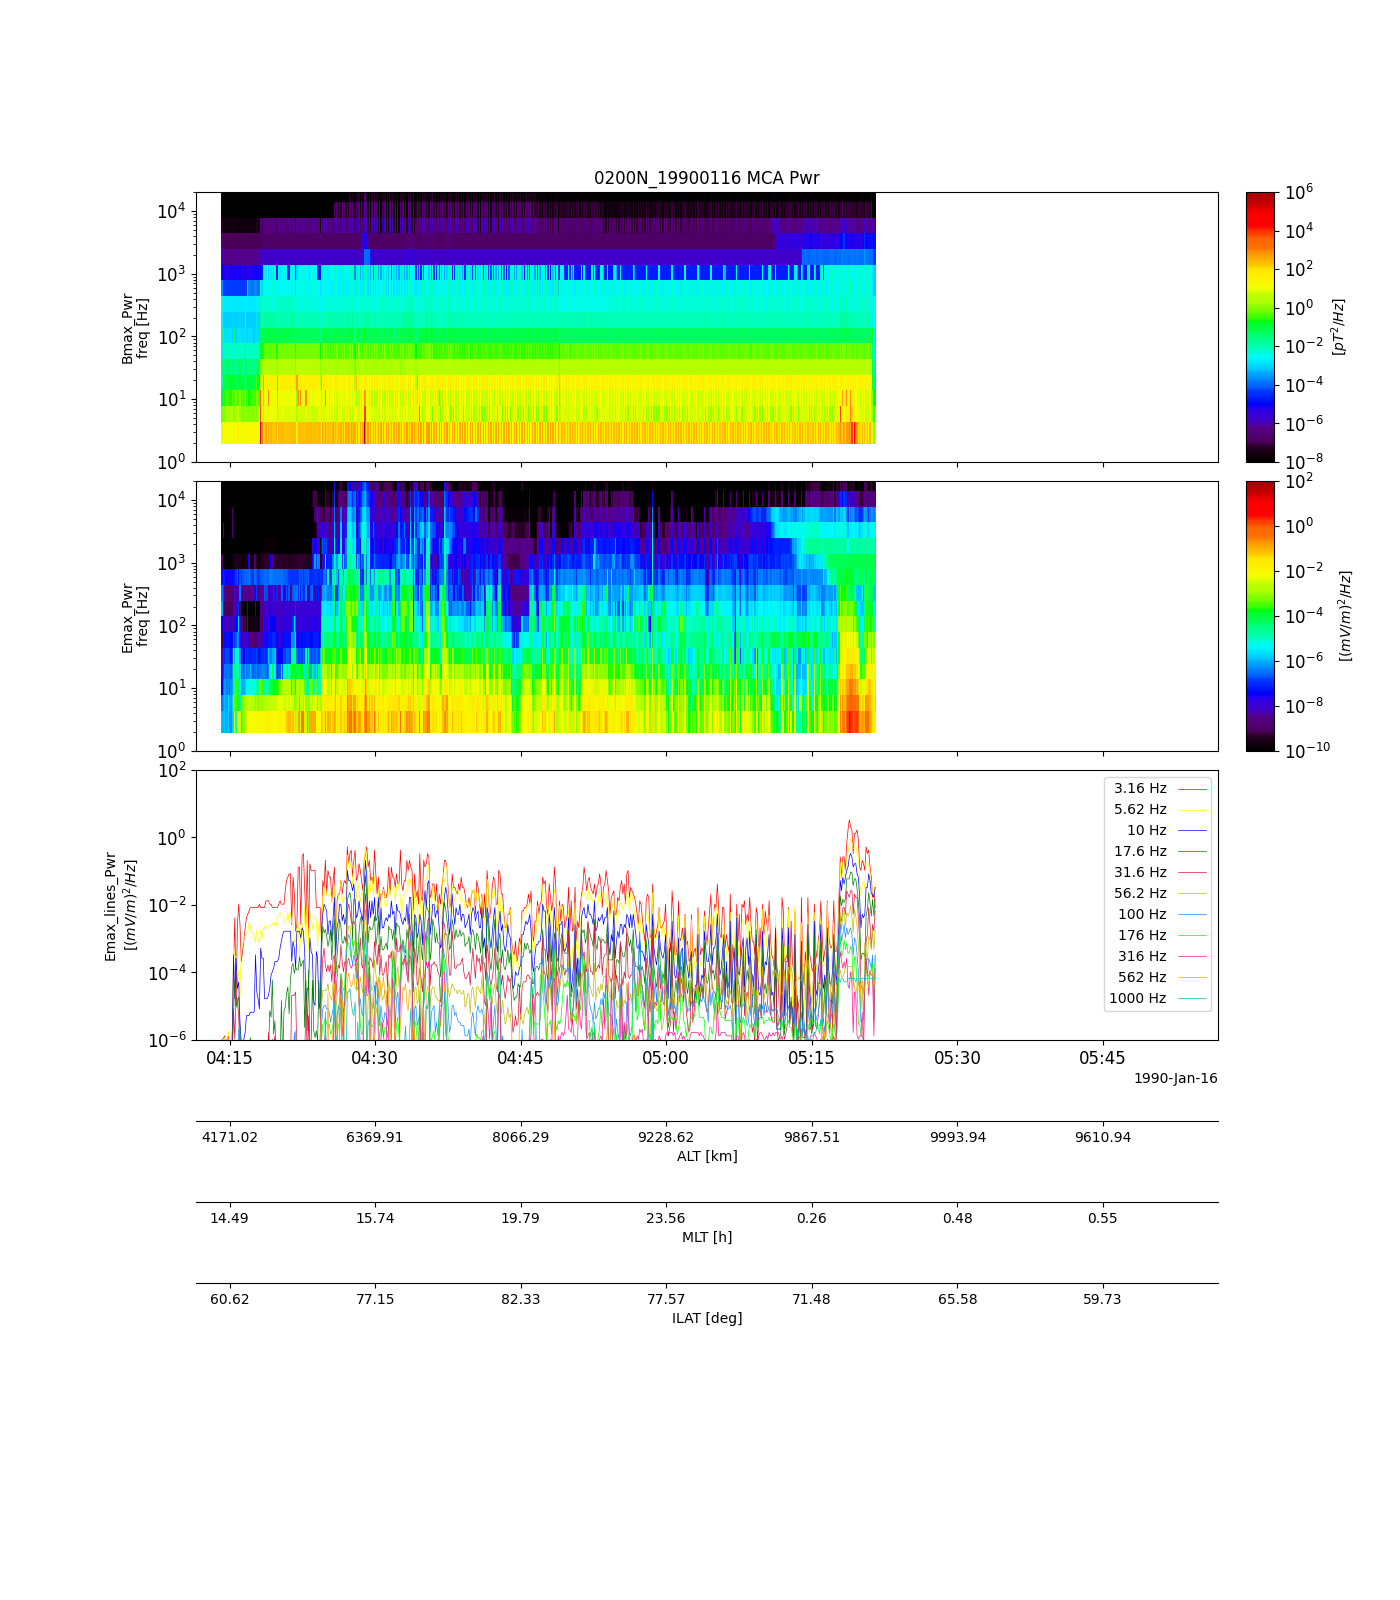 0200N_19900116 MCA Pwr
10^4
10^3
10^2
10^1
10^0
Bmax_Pwr
freq [Hz]
10^6
10^4
10^2
10^0
10^-2
10^-4
10^-6
10^-8
[pT^2/Hz]
10^4
10^3
10^2
10^1
10^0
Emax_Pwr
freq [Hz]
10^2
10^0
10^-2
10^-4
10^-6
10^-8
10^-10
[(mV/m)^2/Hz]
10^2
10^0
10^-2
10^-4
10^-6
Emax_lines_Pwr
[(mV/m)^2/Hz]
3.16 Hz
5.62 Hz
10 Hz
17.6 Hz
31.6 Hz
56.2 Hz
100 Hz
176 Hz
316 Hz
562 Hz
1000 Hz
04:15 04:30 04:45 05:00 05:15 05:30 05:45
1990-Jan-16
4171.02 6369.91 8066.29 9228.62 9867.51 9993.94 9610.94
ALT [km]
14.49 15.74 19.79 23.56 0.26 0.48 0.55
MLT [h]
60.62 77.15 82.33 77.57 71.48 65.58 59.73
ILAT [deg]